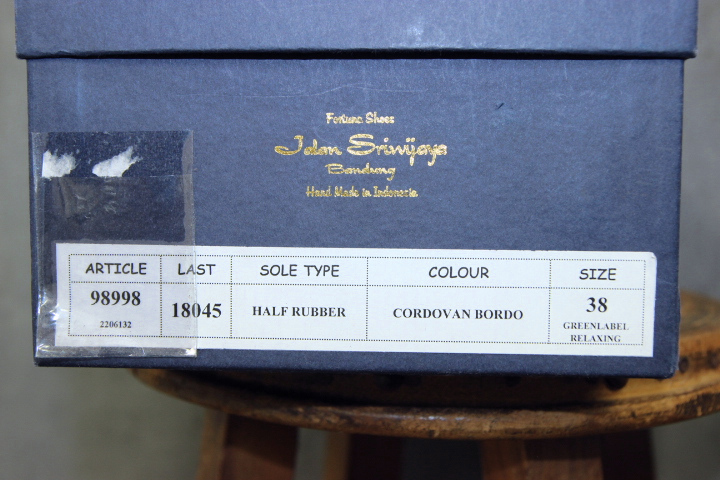 Fortune Shoes
Jalan Sriwijaya
Bandung
Hand Made in Indonesia
ARTICLE LAST SOLE TYPE COLOUR SIZE
98998 18045 HALF RUBBER CORDOVAN BORDO 38
2206132 GREENLABEL
RELAXING